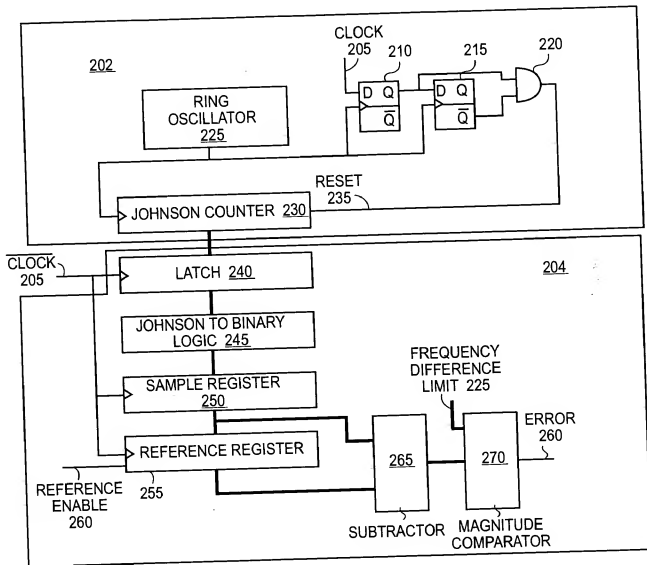 202
CLOCK
205
210
215
220
D Q
Q̅
D Q
Q̅
RING
OSCILLATOR
225
RESET
235
JOHNSON COUNTER 230
C̅L̅O̅C̅K̅
205
LATCH 240
204
JOHNSON TO BINARY
LOGIC 245
SAMPLE REGISTER
250
FREQUENCY
DIFFERENCE
LIMIT 225
REFERENCE REGISTER
255
REFERENCE
ENABLE
260
265
SUBTRACTOR
270
MAGNITUDE
COMPARATOR
ERROR
260